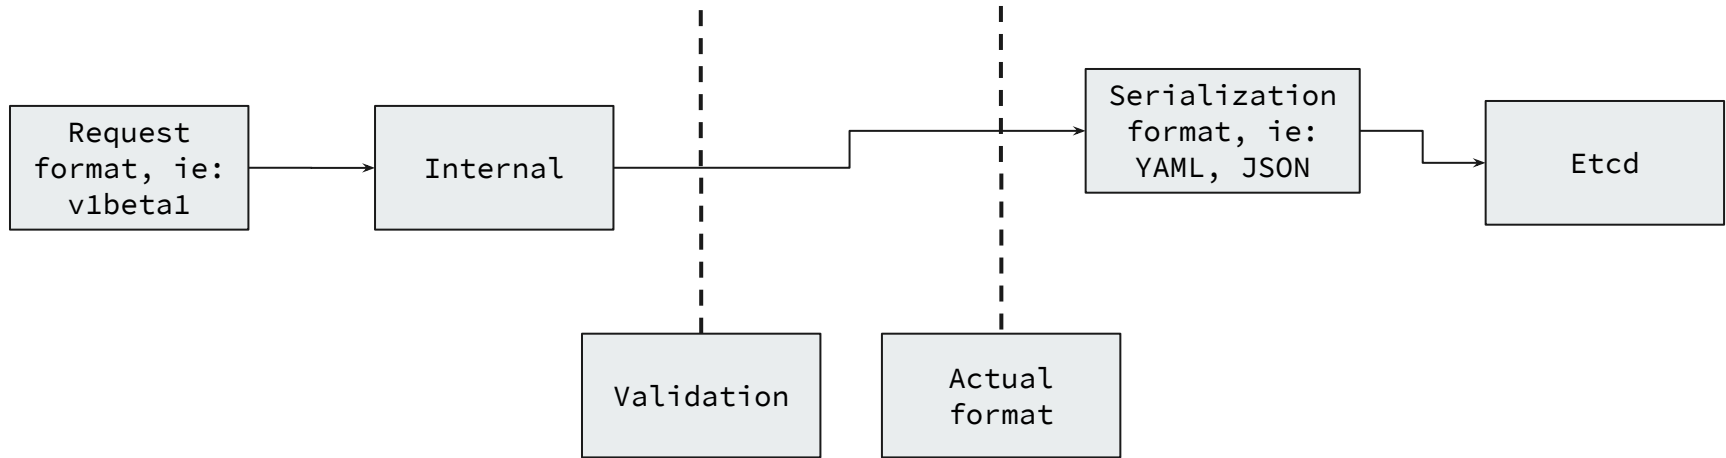 Request
format, ie:
v1beta1
Internal
Serialization
format, ie:
YAML, JSON
Etcd
Validation
Actual
format